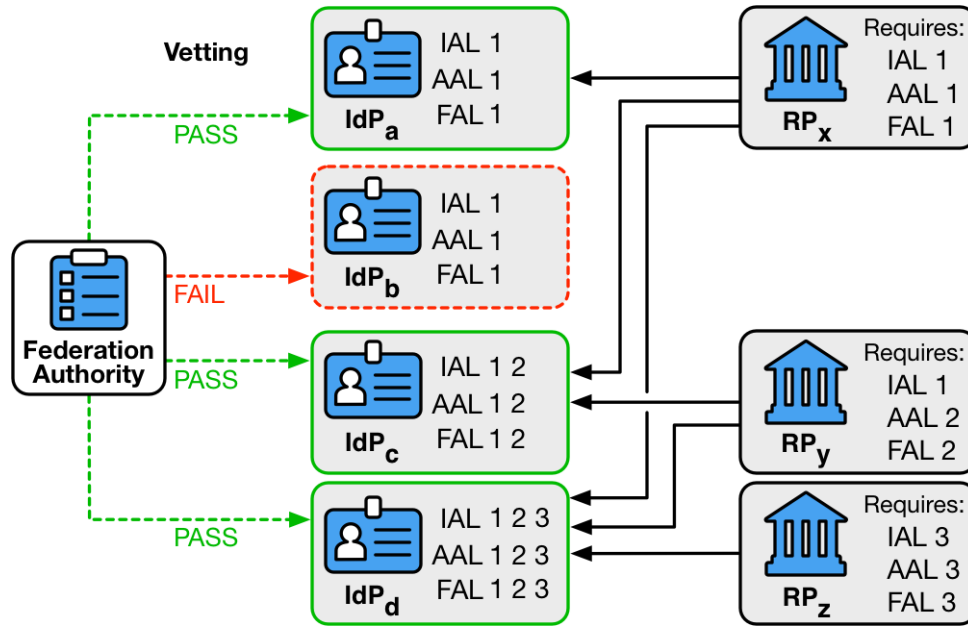 Vetting
PASS
FAIL
PASS
PASS
Federation
Authority
IAL 1
AAL 1
FAL 1
IdPa
IAL 1
AAL 1
FAL 1
IdPb
IAL 1 2
AAL 1 2
FAL 1 2
IdPc
IAL 1 2 3
AAL 1 2 3
FAL 1 2 3
IdPd
Requires:
IAL 1
AAL 1
FAL 1
RPx
Requires:
IAL 1
AAL 2
FAL 2
RPy
Requires:
IAL 3
AAL 3
FAL 3
RPz